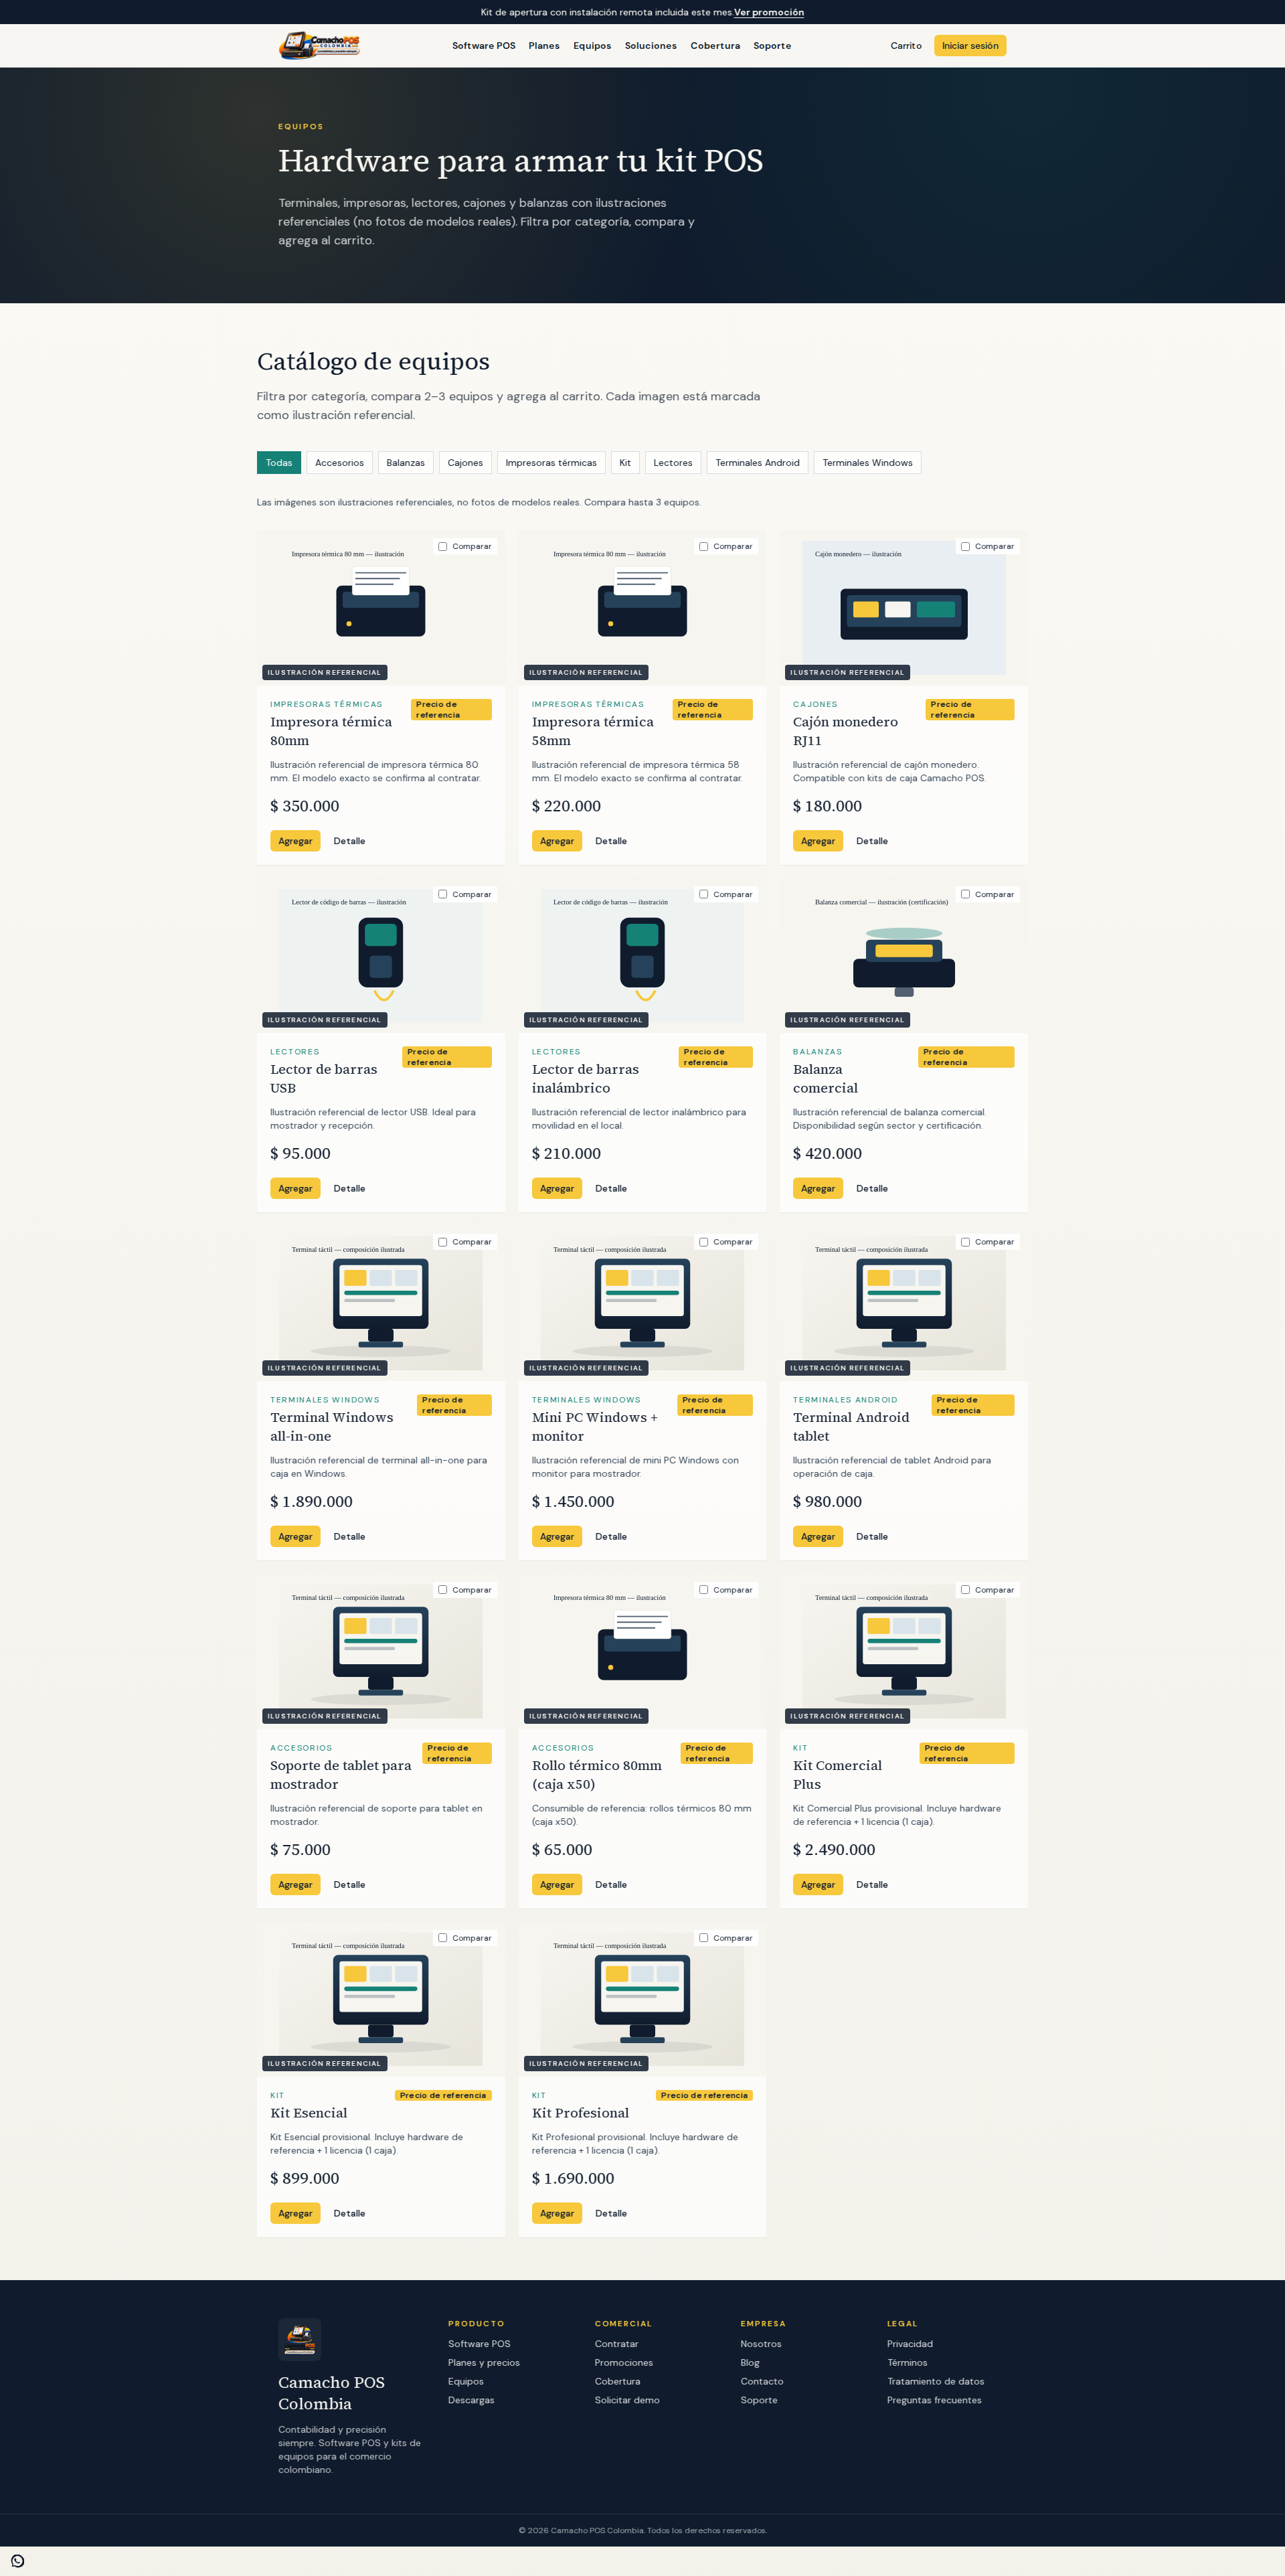 Kit de apertura con instalación remota incluida este mes.Ver promoción
CamachoPOS
COLOMBIA
Software POS Planes Equipos Soluciones Cobertura Soporte
Carrito Iniciar sesión
EQUIPOS
Hardware para armar tu kit POS
Terminales, impresoras, lectores, cajones y balanzas con ilustraciones
referenciales (no fotos de modelos reales). Filtra por categoría, compara y
agrega al carrito.
Catálogo de equipos
Filtra por categoría, compara 2–3 equipos y agrega al carrito. Cada imagen está marcada
como ilustración referencial.
Todas Accesorios Balanzas Cajones Impresoras térmicas Kit Lectores Terminales Android Terminales Windows
Las imágenes son ilustraciones referenciales, no fotos de modelos reales. Compara hasta 3 equipos.
Comparar
Impresora térmica 80 mm — ilustración
ILUSTRACIÓN REFERENCIAL
IMPRESORAS TÉRMICAS
Precio de
referencia
Impresora térmica
80mm
Ilustración referencial de impresora térmica 80
mm. El modelo exacto se confirma al contratar.
$ 350.000
Agregar Detalle
Comparar
Impresora térmica 80 mm — ilustración
ILUSTRACIÓN REFERENCIAL
IMPRESORAS TÉRMICAS
Precio de
referencia
Impresora térmica
58mm
Ilustración referencial de impresora térmica 58
mm. El modelo exacto se confirma al contratar.
$ 220.000
Agregar Detalle
Comparar
Cajón monedero — ilustración
ILUSTRACIÓN REFERENCIAL
CAJONES
Precio de
referencia
Cajón monedero
RJ11
Ilustración referencial de cajón monedero.
Compatible con kits de caja Camacho POS.
$ 180.000
Agregar Detalle
Comparar
Lector de código de barras — ilustración
ILUSTRACIÓN REFERENCIAL
LECTORES
Precio de
referencia
Lector de barras
USB
Ilustración referencial de lector USB. Ideal para
mostrador y recepción.
$ 95.000
Agregar Detalle
Comparar
Lector de código de barras — ilustración
ILUSTRACIÓN REFERENCIAL
LECTORES
Precio de
referencia
Lector de barras
inalámbrico
Ilustración referencial de lector inalámbrico para
movilidad en el local.
$ 210.000
Agregar Detalle
Comparar
Balanza comercial — ilustración (certificación)
ILUSTRACIÓN REFERENCIAL
BALANZAS
Precio de
referencia
Balanza
comercial
Ilustración referencial de balanza comercial.
Disponibilidad según sector y certificación.
$ 420.000
Agregar Detalle
Comparar
Terminal táctil — composición ilustrada
ILUSTRACIÓN REFERENCIAL
TERMINALES WINDOWS
Precio de
referencia
Terminal Windows
all-in-one
Ilustración referencial de terminal all-in-one para
caja en Windows.
$ 1.890.000
Agregar Detalle
Comparar
Terminal táctil — composición ilustrada
ILUSTRACIÓN REFERENCIAL
TERMINALES WINDOWS
Precio de
referencia
Mini PC Windows +
monitor
Ilustración referencial de mini PC Windows con
monitor para mostrador.
$ 1.450.000
Agregar Detalle
Comparar
Terminal táctil — composición ilustrada
ILUSTRACIÓN REFERENCIAL
TERMINALES ANDROID
Precio de
referencia
Terminal Android
tablet
Ilustración referencial de tablet Android para
operación de caja.
$ 980.000
Agregar Detalle
Comparar
Terminal táctil — composición ilustrada
ILUSTRACIÓN REFERENCIAL
ACCESORIOS
Precio de
referencia
Soporte de tablet para
mostrador
Ilustración referencial de soporte para tablet en
mostrador.
$ 75.000
Agregar Detalle
Comparar
Impresora térmica 80 mm — ilustración
ILUSTRACIÓN REFERENCIAL
ACCESORIOS
Precio de
referencia
Rollo térmico 80mm
(caja x50)
Consumible de referencia: rollos térmicos 80 mm
(caja x50).
$ 65.000
Agregar Detalle
Comparar
Terminal táctil — composición ilustrada
ILUSTRACIÓN REFERENCIAL
KIT
Precio de
referencia
Kit Comercial
Plus
Kit Comercial Plus provisional. Incluye hardware
de referencia + 1 licencia (1 caja).
$ 2.490.000
Agregar Detalle
Comparar
Terminal táctil — composición ilustrada
ILUSTRACIÓN REFERENCIAL
KIT
Precio de referencia
Kit Esencial
Kit Esencial provisional. Incluye hardware de
referencia + 1 licencia (1 caja).
$ 899.000
Agregar Detalle
Comparar
Terminal táctil — composición ilustrada
ILUSTRACIÓN REFERENCIAL
KIT
Precio de referencia
Kit Profesional
Kit Profesional provisional. Incluye hardware de
referencia + 1 licencia (1 caja).
$ 1.690.000
Agregar Detalle
Camacho POS
Colombia
Contabilidad y precisión
siempre. Software POS y kits de
equipos para el comercio
colombiano.
PRODUCTO
Software POS
Planes y precios
Equipos
Descargas
COMERCIAL
Contratar
Promociones
Cobertura
Solicitar demo
EMPRESA
Nosotros
Blog
Contacto
Soporte
LEGAL
Privacidad
Términos
Tratamiento de datos
Preguntas frecuentes
© 2026 Camacho POS Colombia. Todos los derechos reservados.